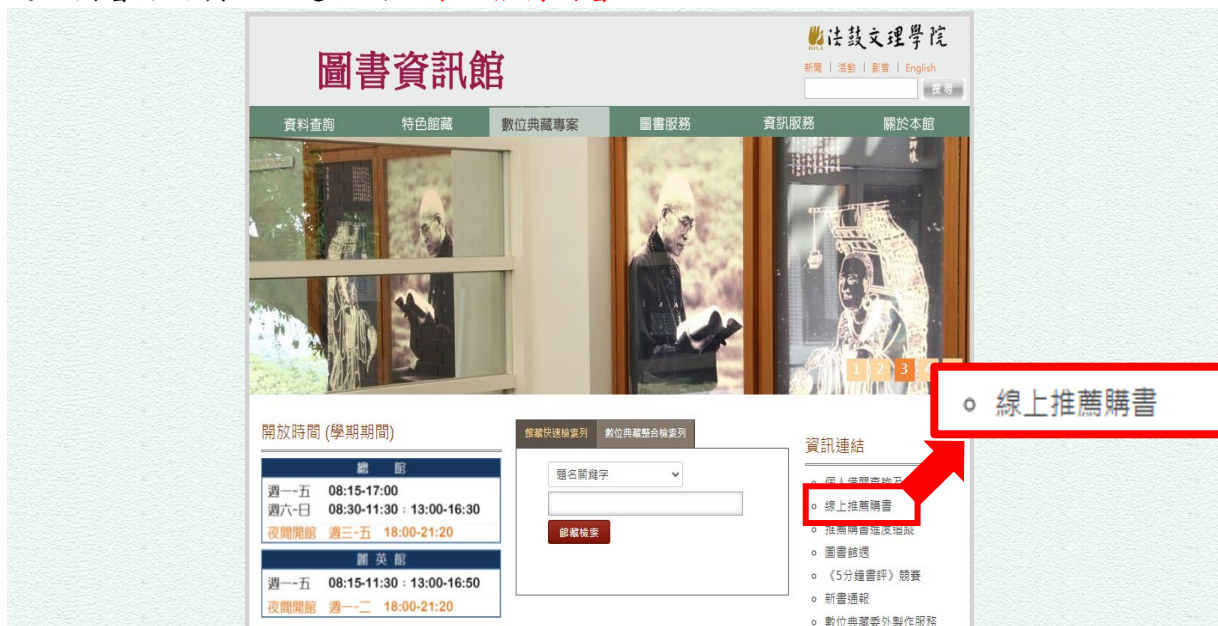 法鼓文理學院
圖書資訊館
新聞 | 活動 | 影音 | English
搜尋
資料查詢 特色館藏 數位典藏專案 圖書服務 資訊服務 關於本館
1 2 3
線上推薦購書
開放時間 (學期期間)
總 館
週一~五 08:15-17:00
週六~日 08:30-11:30 : 13:00-16:30
夜間開館 週三~五 18:00-21:20
麗 英 館
週一~五 08:15-11:30 : 13:00-16:50
夜間開館 週一~二 18:00-21:20
館藏快速檢索列 數位典藏整合檢索列
題名關鍵字
館藏檢索
資訊連結
線上推薦購書
推薦購書進度追蹤
圖書館週
《5分鐘書評》競賽
新書通報
數位典藏委外製作服務